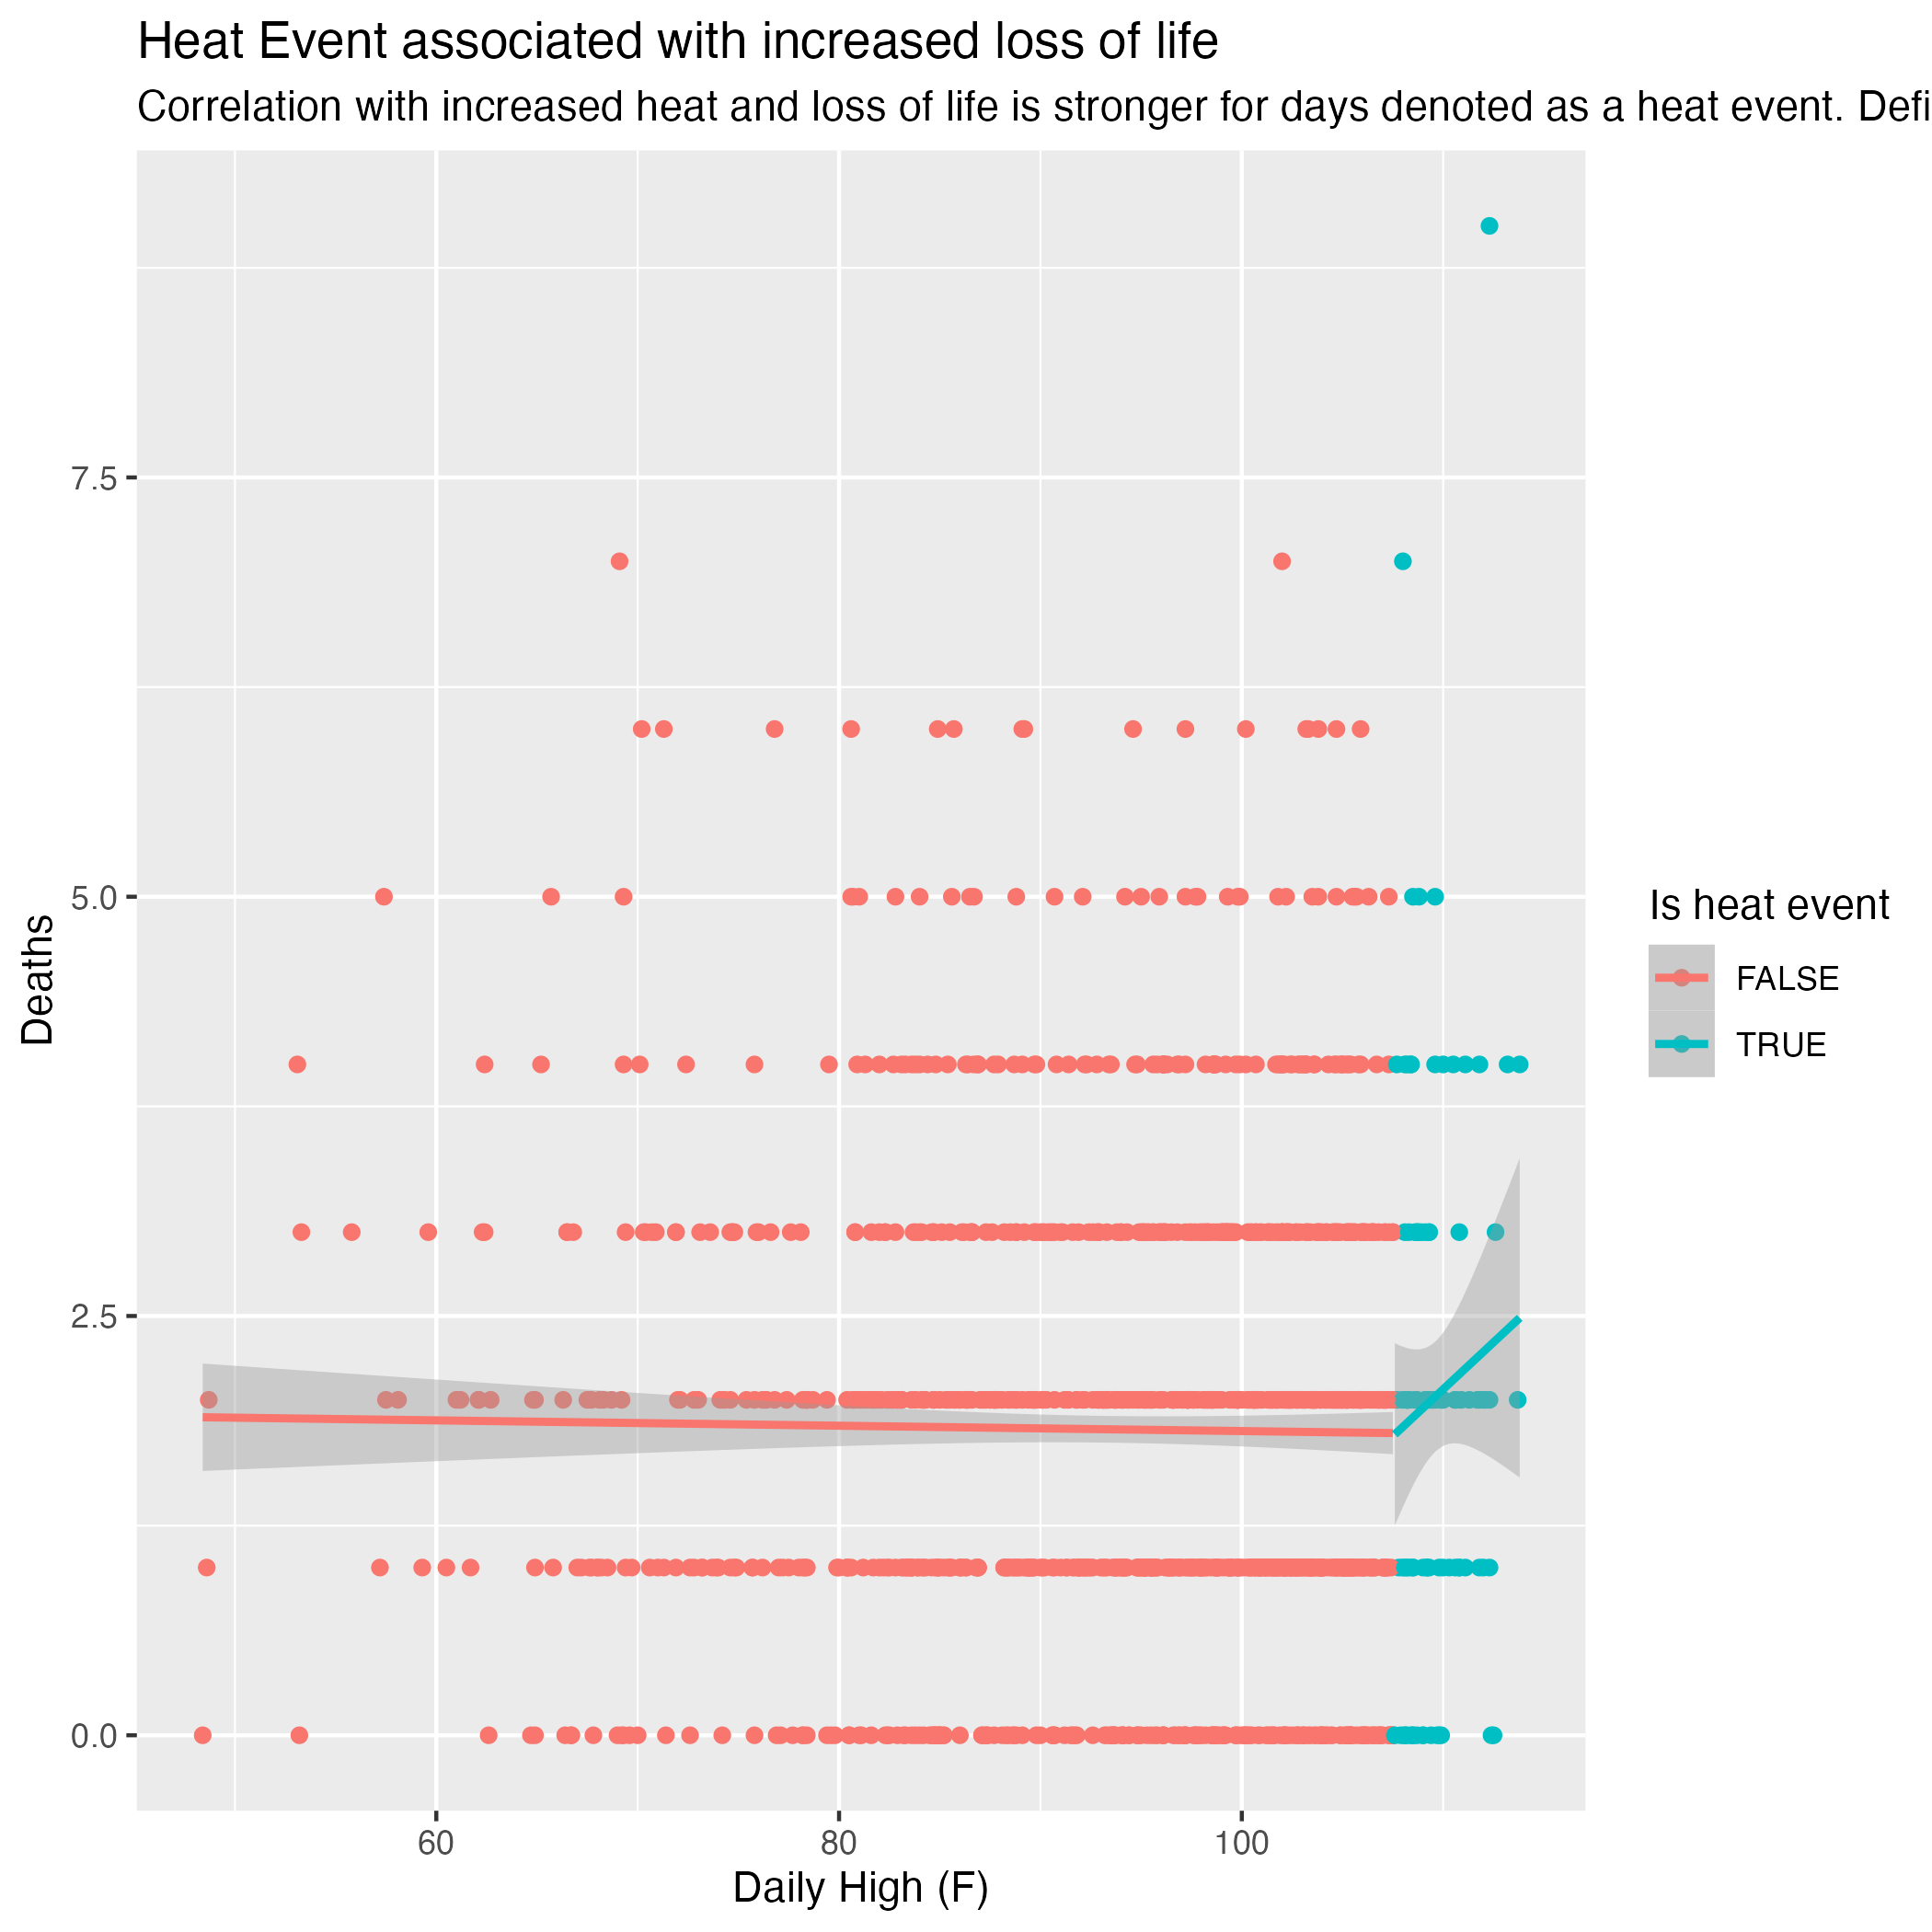 Heat Event associated with increased loss of life
Correlation with increased heat and loss of life is stronger for days denoted as a heat event. Defi
7.5
5.0
2.5
0.0
Deaths
60 80 100
Daily High (F)
Is heat event
FALSE
TRUE